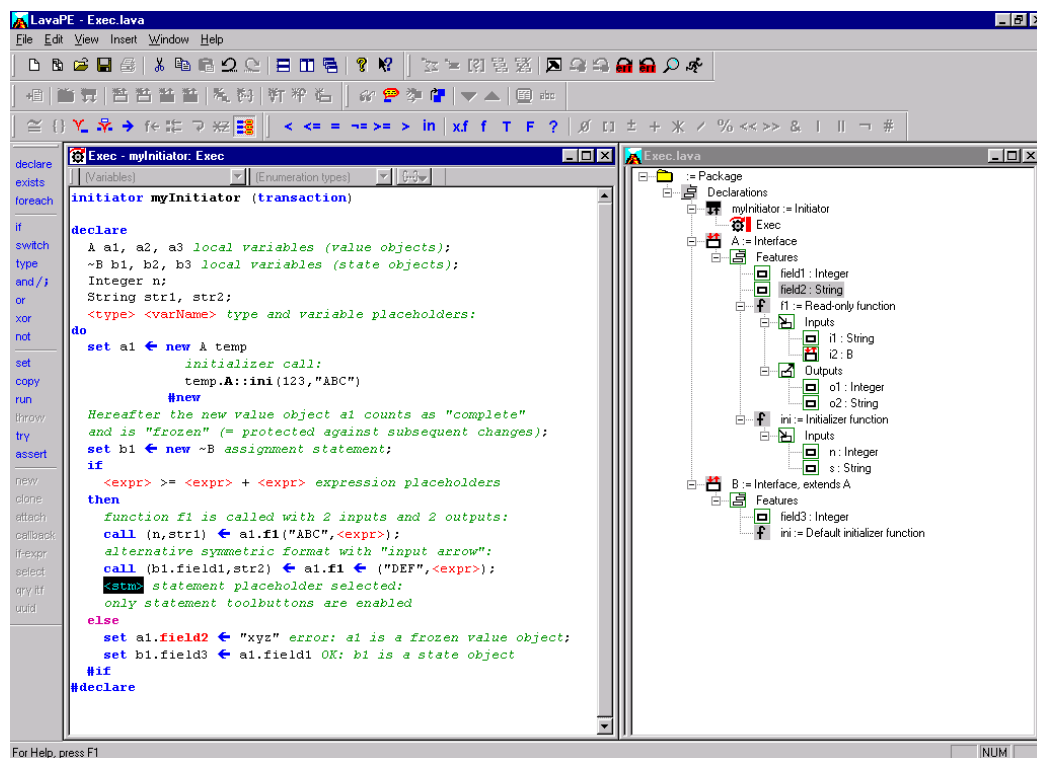 LavaPE - Exec.lava
File Edit View Insert Window Help
abc
{} < <= = ¬= >= > in x.f f T F ? + / % << >> & | || ¬ #
declare
exists
foreach
if
switch
type
and / ;
or
xor
not
set
copy
run
throw
try
assert
new
clone
attach
callback
if-expr
select
qry itf
uuid
Exec - myInitiator: Exec
(Variables) (Enumeration types)
initiator myInitiator (transaction)
declare
A a1, a2, a3 local variables (value objects);
~B b1, b2, b3 local variables (state objects);
Integer n;
String str1, str2;
<type> <varName> type and variable placeholders:
do
set a1 ← new A temp
initializer call:
temp.A::ini(123,"ABC")
#new
Hereafter the new value object a1 counts as "complete"
and is "frozen" (= protected against subsequent changes);
set b1 ← new ~B assignment statement;
if
<expr> >= <expr> + <expr> expression placeholders
then
function f1 is called with 2 inputs and 2 outputs:
call (n,str1) ← a1.f1("ABC",<expr>);
alternative symmetric format with "input arrow":
call (b1.field1,str2) ← a1.f1 ← ("DEF",<expr>);
<stm> statement placeholder selected:
only statement toolbuttons are enabled
else
set a1.field2 ← "xyz" error: a1 is a frozen value object;
set b1.field3 ← a1.field1 OK: b1 is a state object
#if
#declare
Exec.lava
:= Package
Declarations
myInitiator := Initiator
Exec
A := Interface
Features
field1 : Integer
field2 : String
f1 := Read-only function
Inputs
i1 : String
i2 : B
Outputs
o1 : Integer
o2 : String
ini := Initializer function
Inputs
n : Integer
s : String
B := Interface, extends A
Features
field3 : Integer
ini := Default initializer function
For Help, press F1
NUM